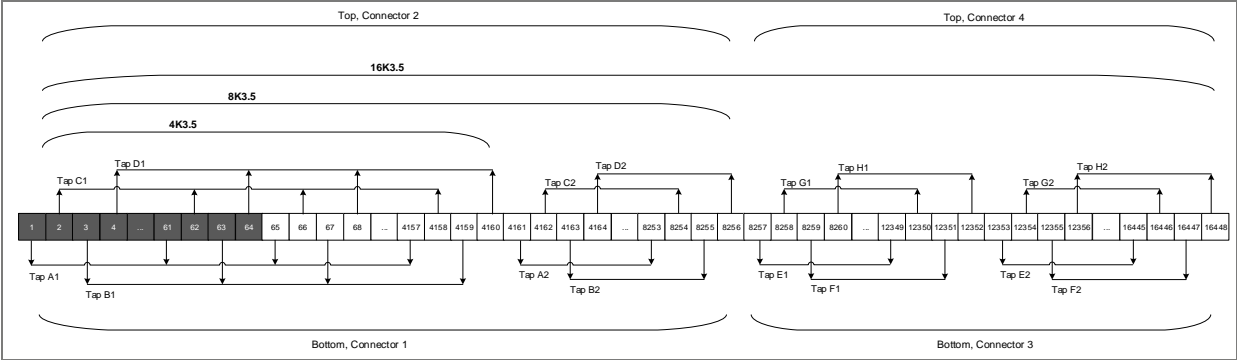 Top, Connector 2 Top, Connector 4
16K3.5
8K3.5
4K3.5
Tap D1 Tap D2 Tap H1 Tap H2
Tap C1 Tap C2 Tap G1 Tap G2
1 2 3 4 ... 61 62 63 64 65 66 67 68 ... 4157 4158 4159 4160 4161 4162 4163 4164 ... 8253 8254 8255 8256 8257 8258 8259 8260 ... 12349 12350 12351 12352 12353 12354 12355 12356 ... 16445 16446 16447 16448
Tap A1 Tap A2 Tap E1 Tap E2
Tap B1 Tap B2 Tap F1 Tap F2
Bottom, Connector 1 Bottom, Connector 3